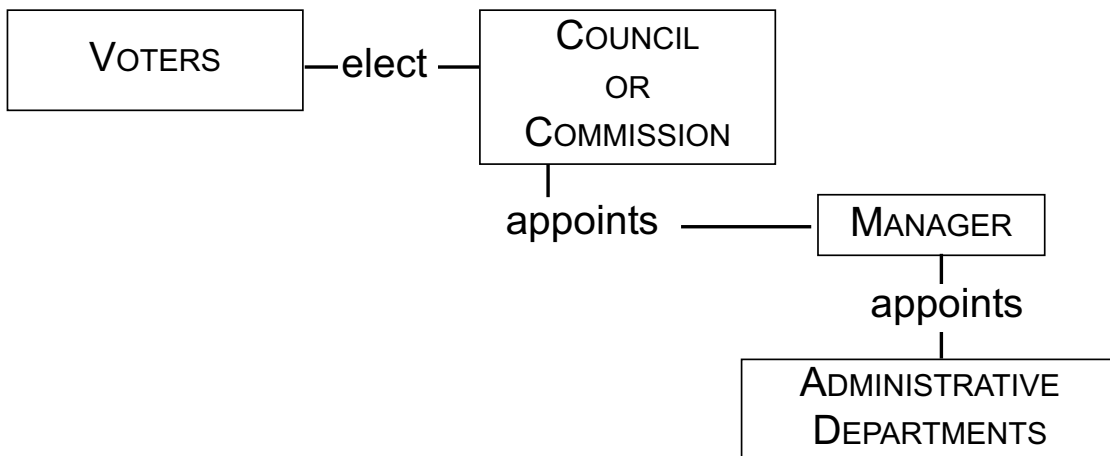 VOTERS
elect
COUNCIL
OR
COMMISSION
appoints
MANAGER
appoints
ADMINISTRATIVE
DEPARTMENTS